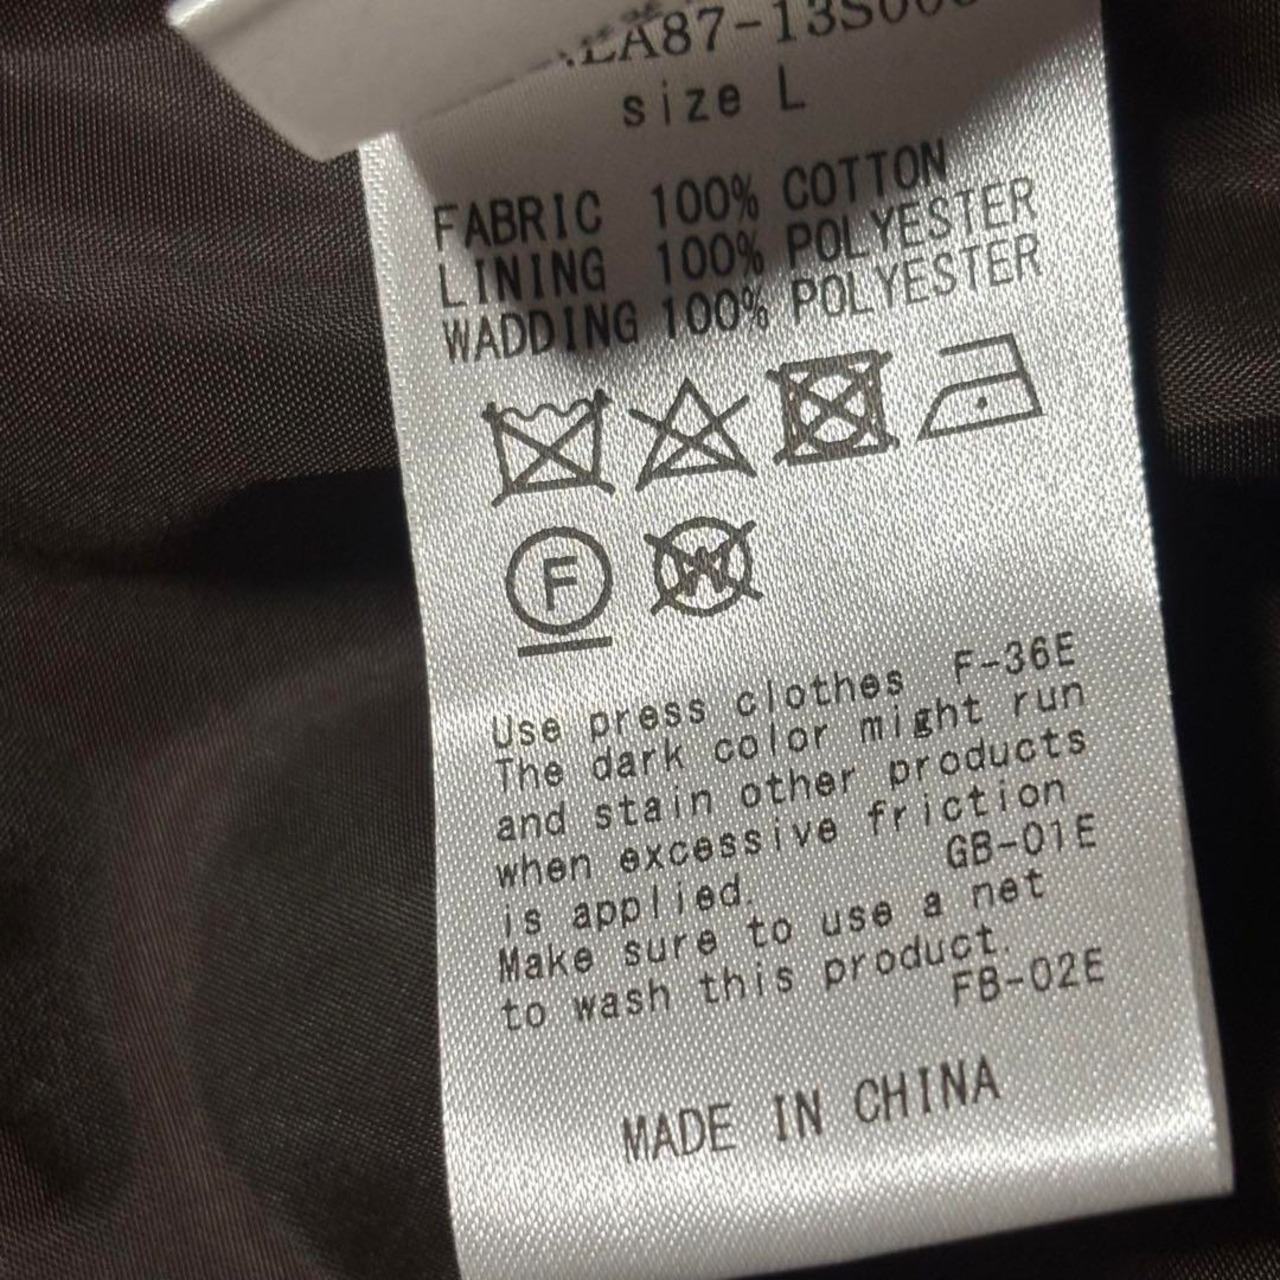 size L
FABRIC 100% COTTON
LINING 100% POLYESTER
WADDING 100% POLYESTER
F W
Use press clothes F-36E
The dark color might run
and stain other products
when excessive friction
is applied. GB-01E
Make sure to use a net
to wash this product.
FB-02E
MADE IN CHINA